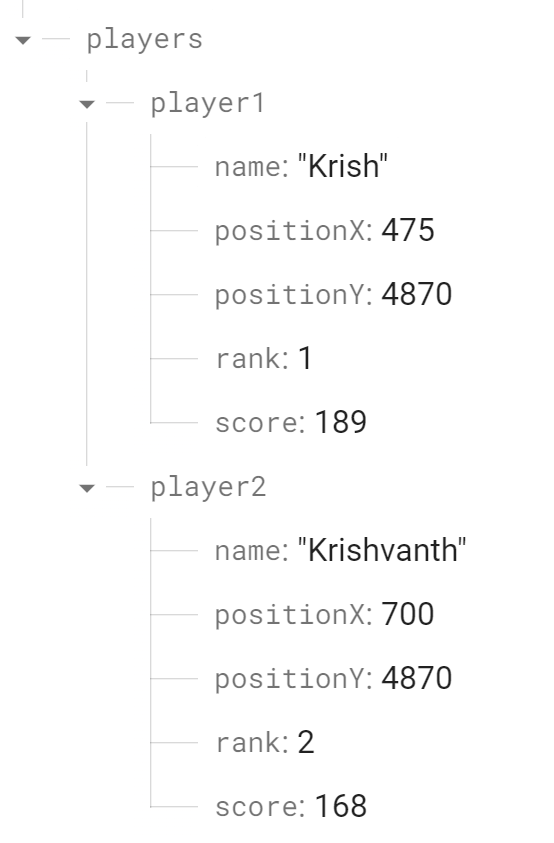 players
player1
name: "Krish"
positionX: 475
positionY: 4870
rank: 1
score: 189
player2
name: "Krishvanth"
positionX: 700
positionY: 4870
rank: 2
score: 168